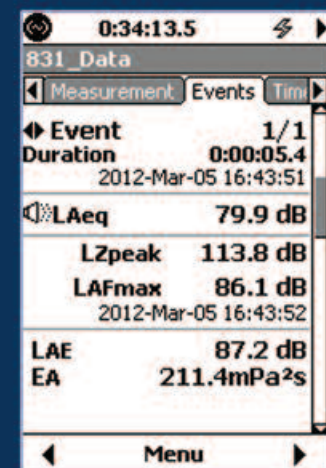 0:34:13.5
831_Data
Measurement Events Time
Event 1/1
Duration 0:00:05.4
2012-Mar-05 16:43:51
LAeq 79.9 dB
LZpeak 113.8 dB
LAFmax 86.1 dB
2012-Mar-05 16:43:52
LAE 87.2 dB
EA 211.4mPa²s
Menu